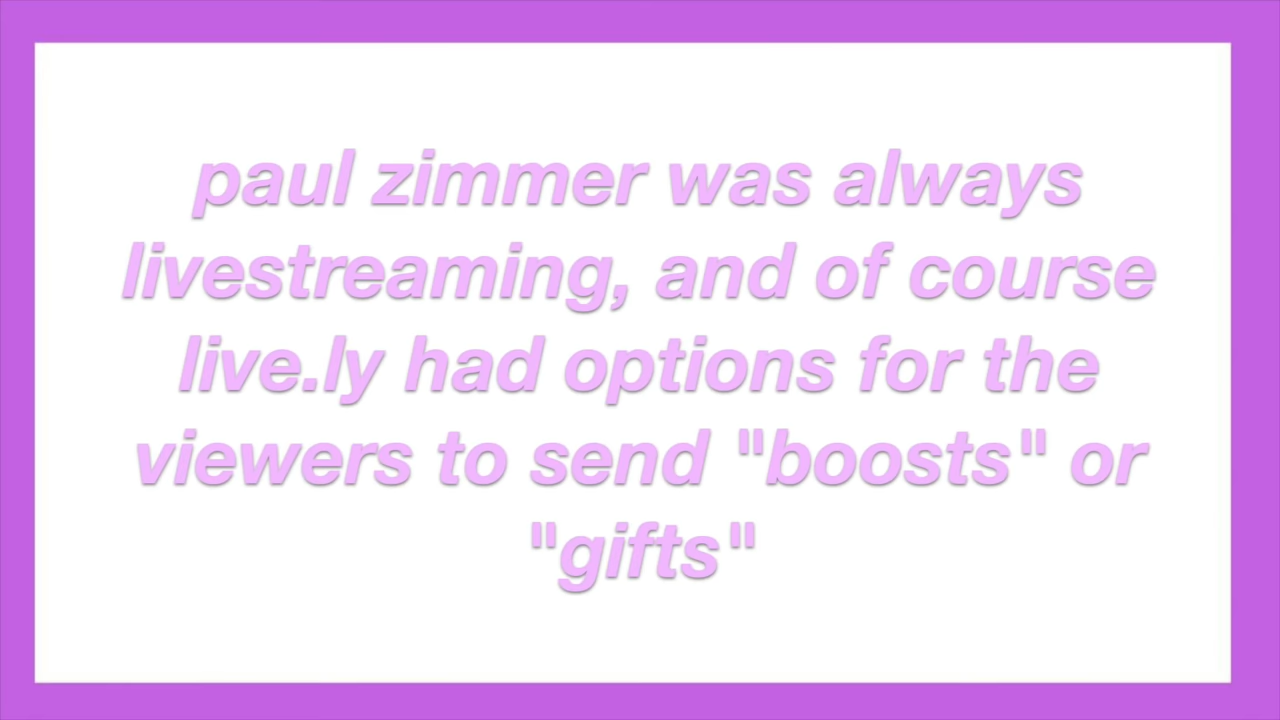 paul zimmer was always
livestreaming, and of course
live.ly had options for the
viewers to send "boosts" or
"gifts"